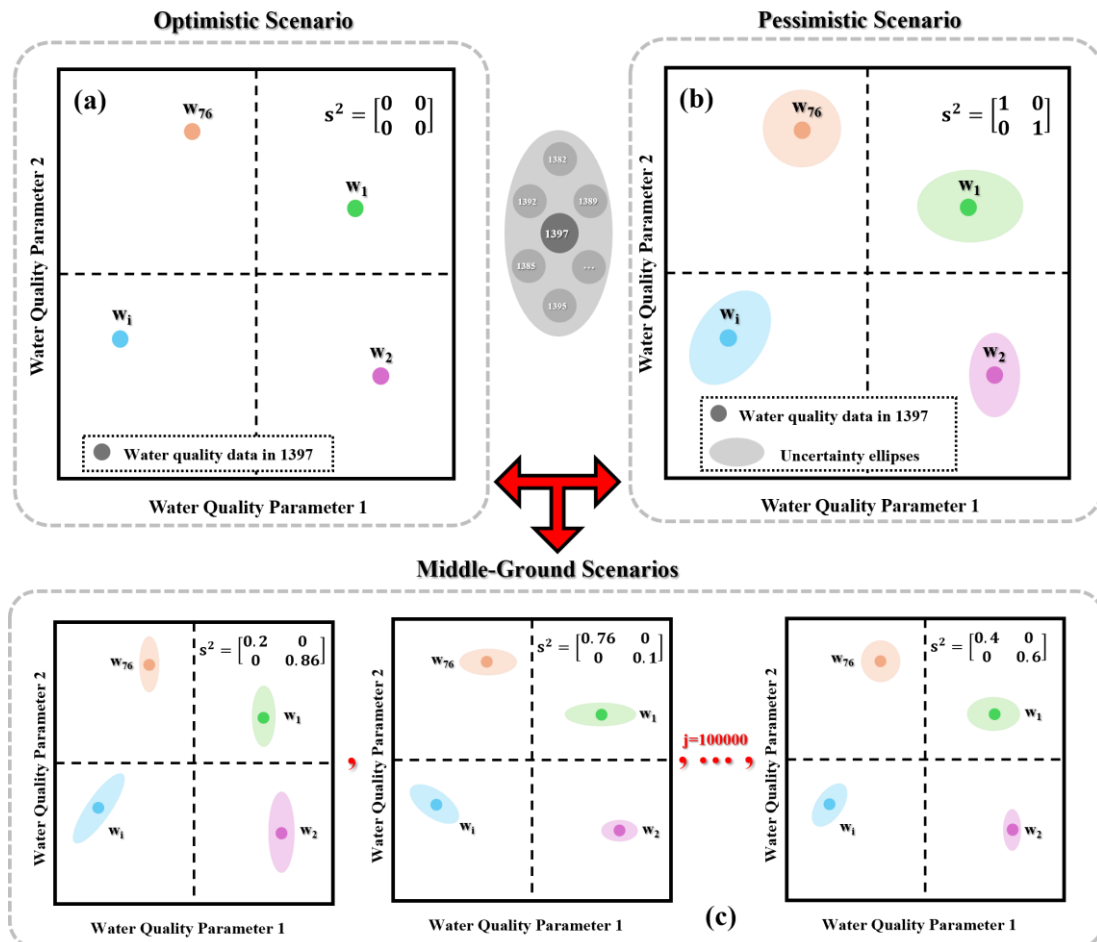 Optimistic Scenario
Pessimistic Scenario
(a)
w76
s² = [0 0
0 0]
w1
wi
w2
Water quality data in 1397
Water Quality Parameter 2
Water Quality Parameter 1
1382
1392
1389
1397
1385
...
1395
(b)
w76
s² = [1 0
0 1]
w1
wi
w2
Water quality data in 1397
Uncertainty ellipses
Water Quality Parameter 2
Water Quality Parameter 1
Middle-Ground Scenarios
s² = [0.2 0
0 0.86]
w76
w1
wi
w2
Water Quality Parameter 2
Water Quality Parameter 1
,
s² = [0.76 0
0 0.1]
w76
w1
wi
w2
Water Quality Parameter 2
Water Quality Parameter 1
j=100000
, ... ,
s² = [0.4 0
0 0.6]
w76
w1
wi
w2
Water Quality Parameter 2
Water Quality Parameter 1
(c)